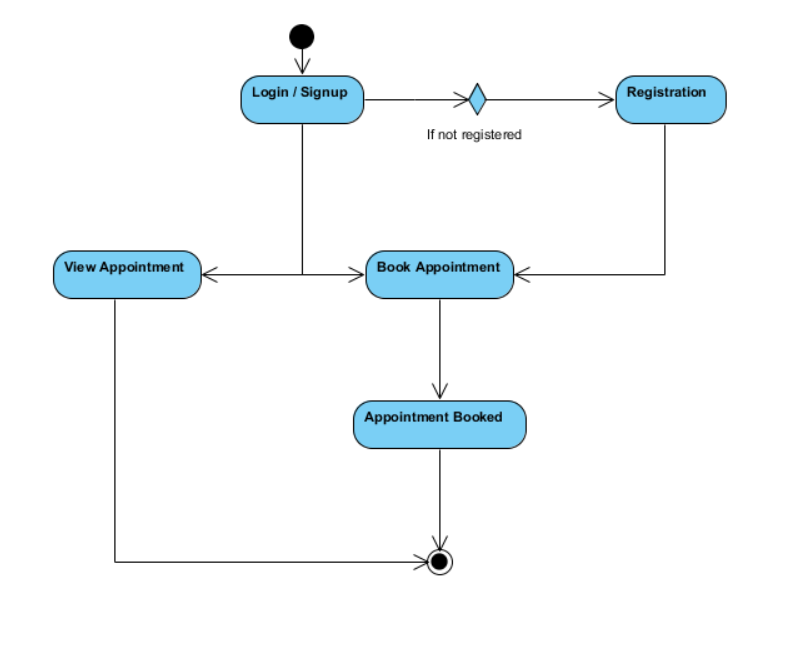 Login / Signup
Registration
If not registered
View Appointment
Book Appointment
Appointment Booked